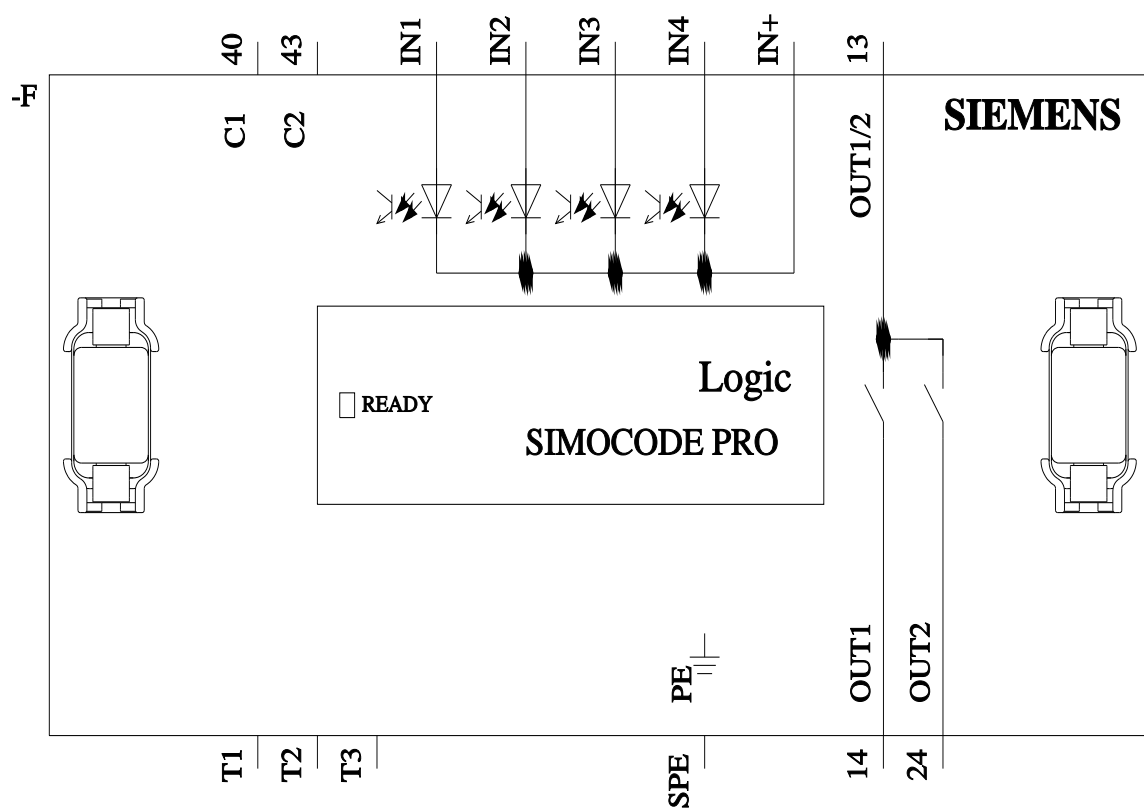 40
43
IN1
IN2
IN3
IN4
IN+
13
-F
C1
C2
OUT1/2
SIEMENS
Logic
READY
SIMOCODE PRO
PE
OUT1
OUT2
T1
T2
T3
SPE
14
24